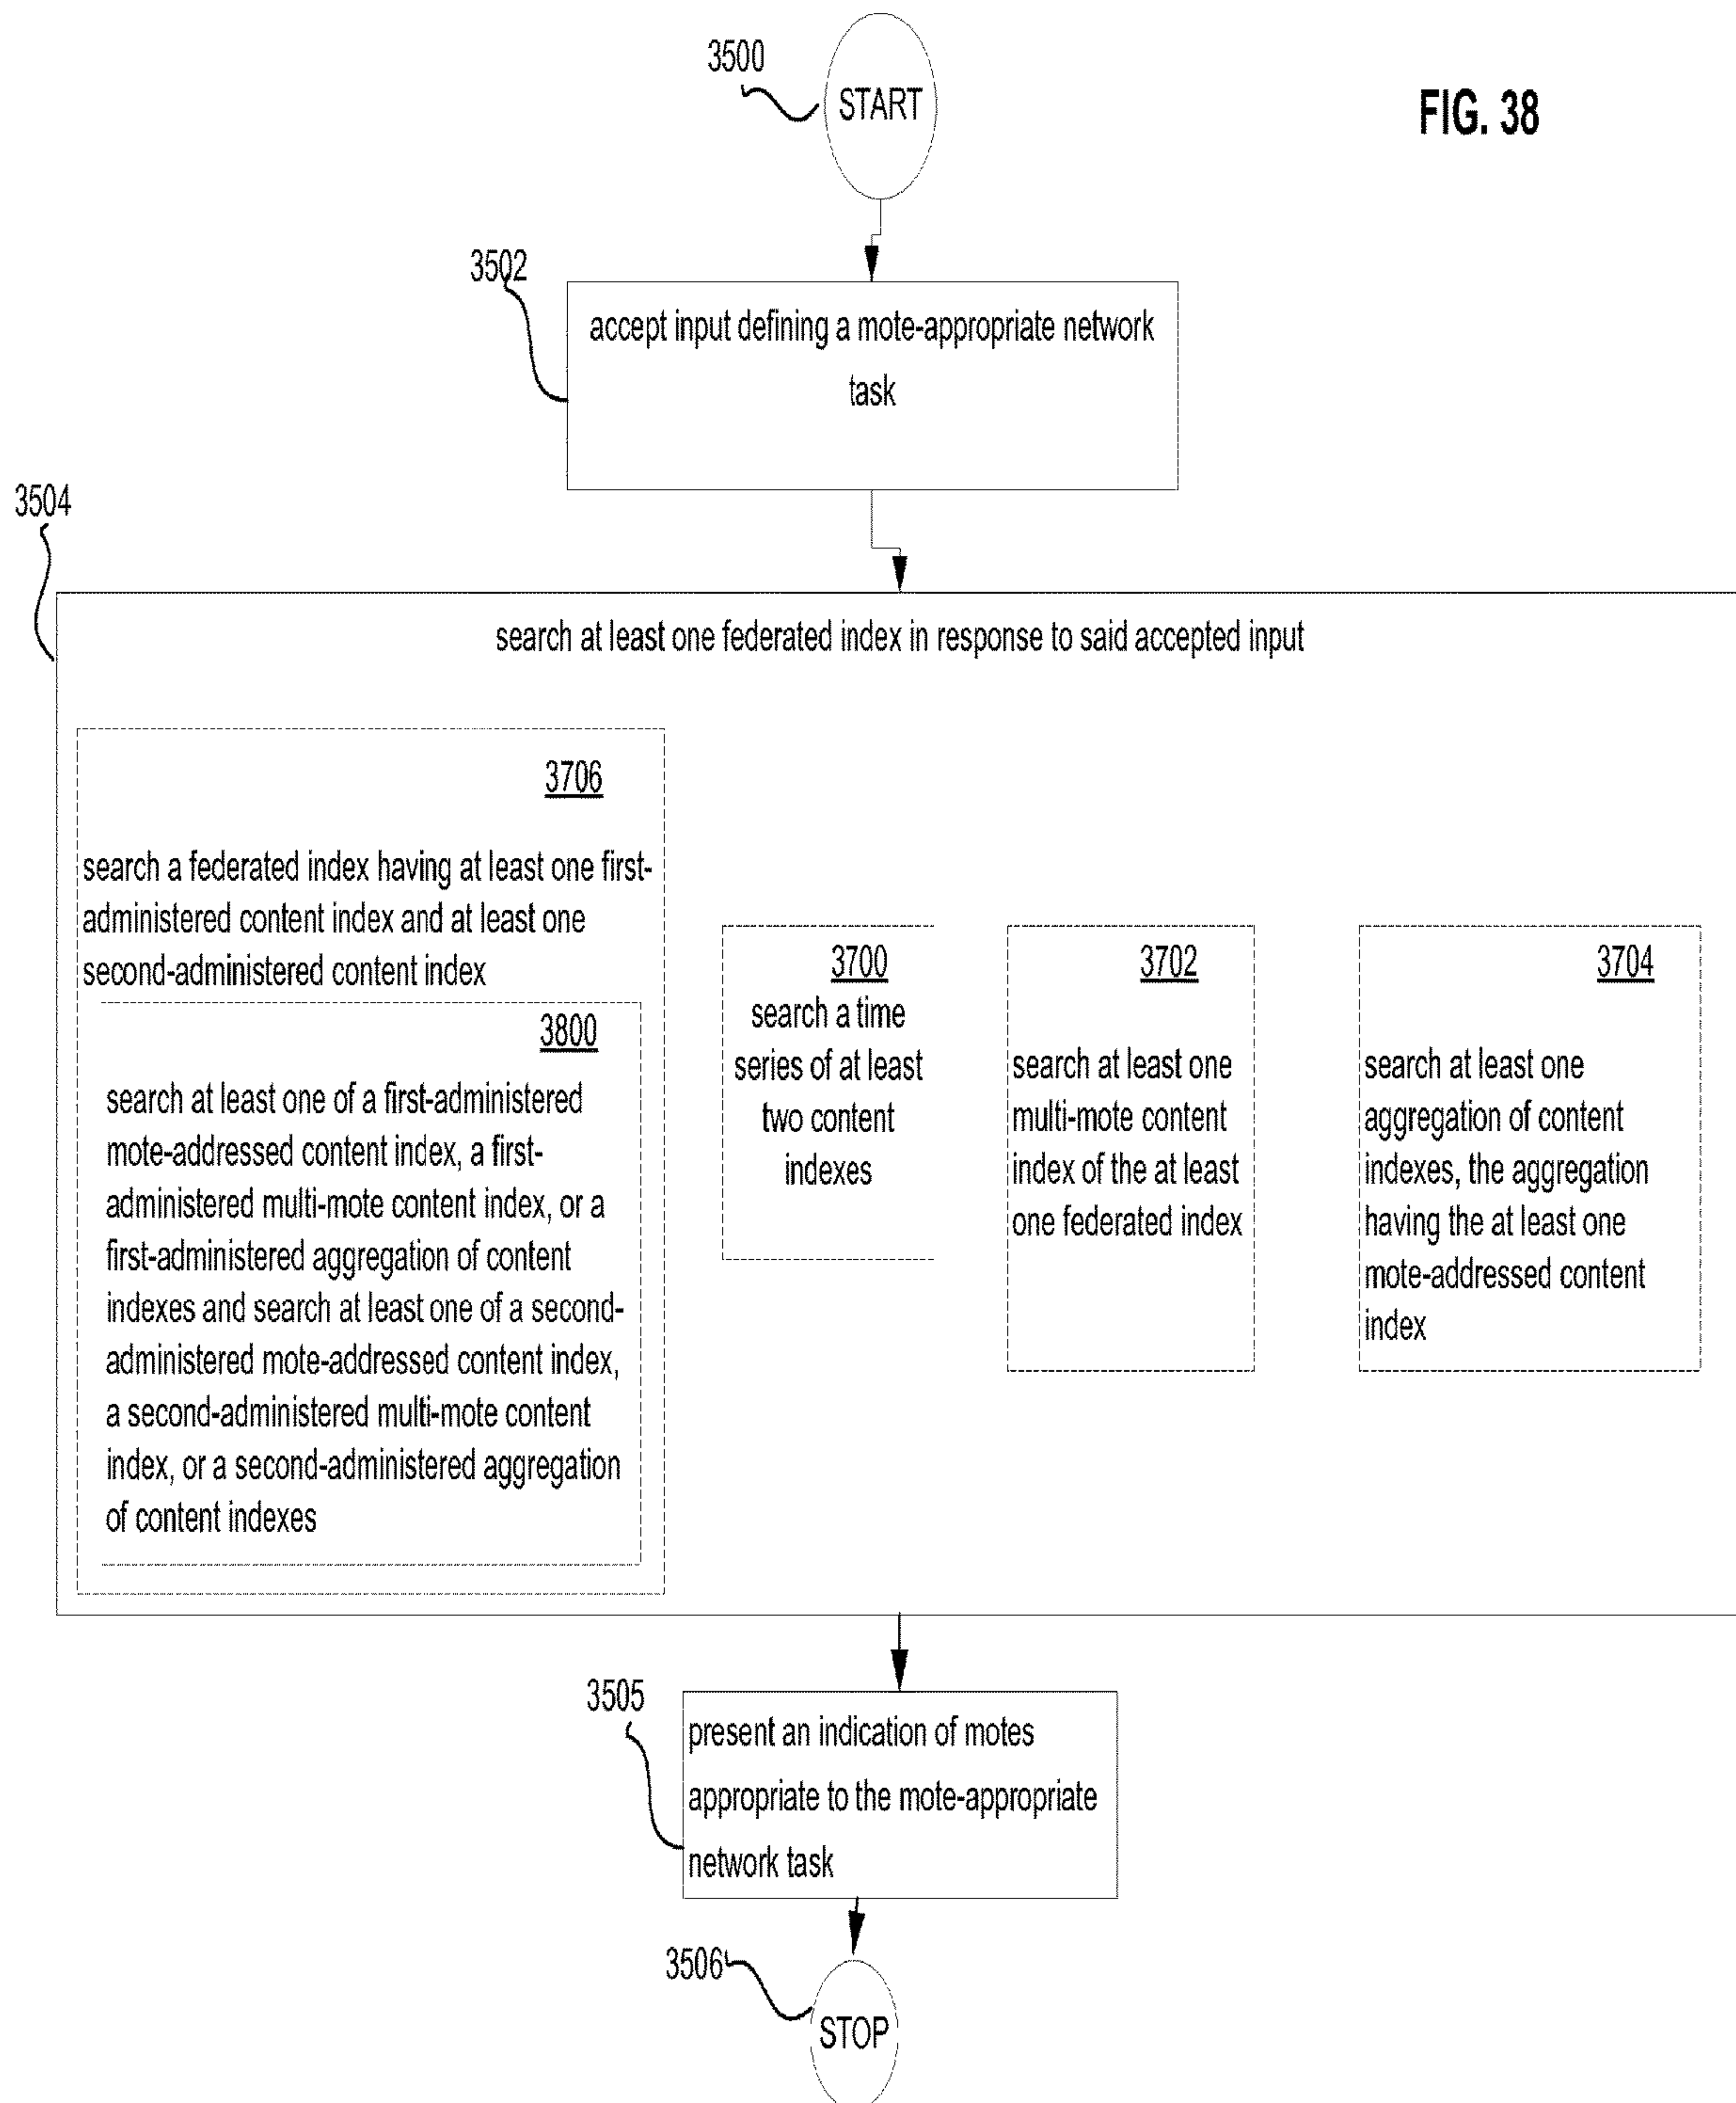 FIG. 38
3500
START
3502
accept input defining a mote-appropriate network
task
3504
search at least one federated index in response to said accepted input
3706
search a federated index having at least one first-
administered content index and at least one
second-administered content index
3800
search at least one of a first-administered
mote-addressed content index, a first-
administered multi-mote content index, or a
first-administered aggregation of content
indexes and search at least one of a second-
administered mote-addressed content index,
a second-administered multi-mote content
index, or a second-administered aggregation
of content indexes
3700
search a time
series of at least
two content
indexes
3702
search at least one
multi-mote content
index of the at least
one federated index
3704
search at least one
aggregation of content
indexes, the aggregation
having the at least one
mote-addressed content
index
3505
present an indication of motes
appropriate to the mote-appropriate
network task
3506
STOP